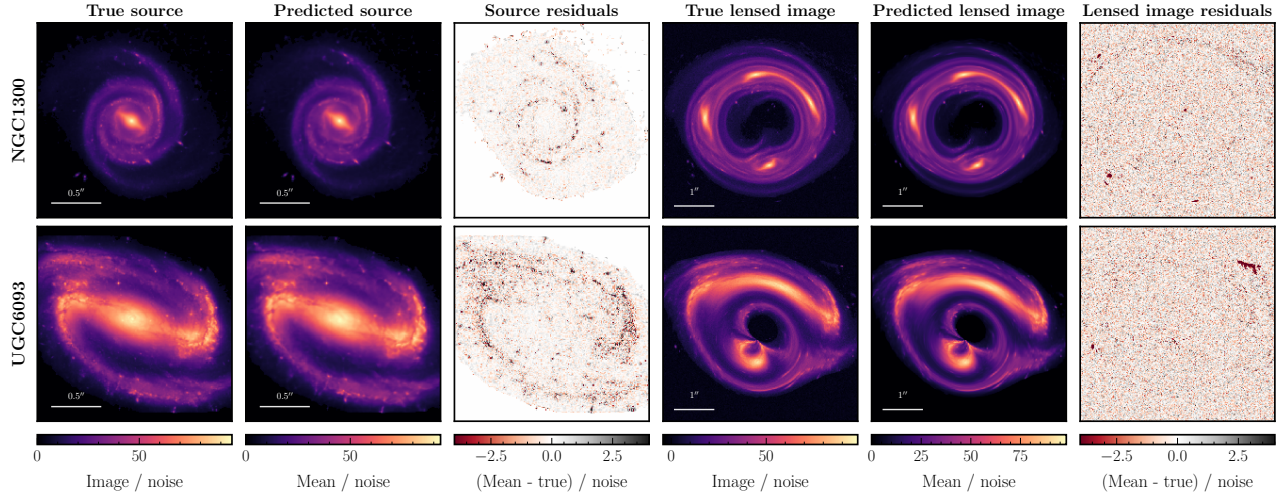 True source Predicted source Source residuals True lensed image Predicted lensed image Lensed image residuals
NGC1300
0.5″ 0.5″ 1″ 1″
UGC6093
0.5″ 0.5″ 1″ 1″
0 50 0 50 −2.5 0.0 2.5 0 50 0 25 50 75 −2.5 0.0 2.5
Image / noise Mean / noise (Mean - true) / noise Image / noise Mean / noise (Mean - true) / noise